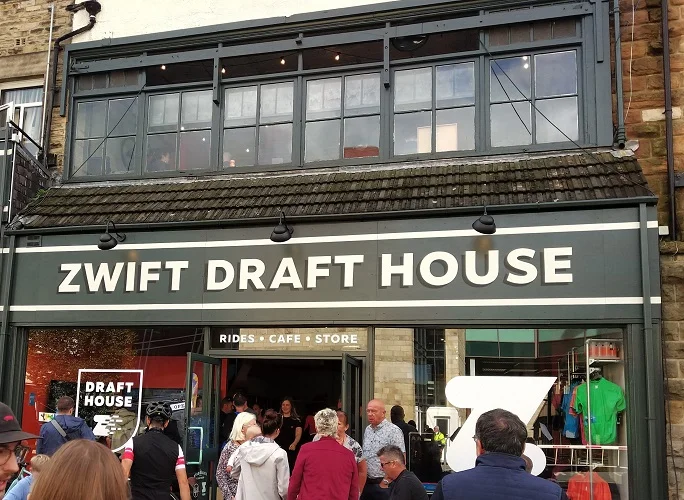 ZWIFT DRAFT HOUSE
RIDES • CAFE • STORE
DRAFT
HOUSE